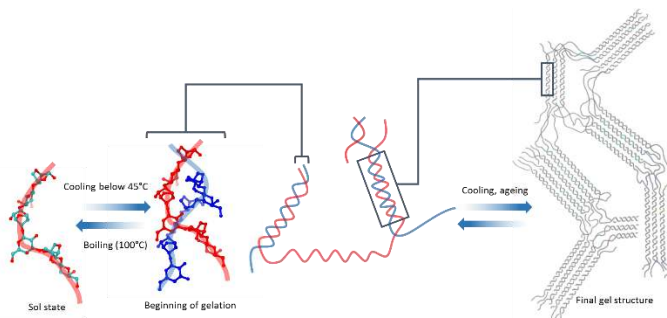 Cooling below 45°C
Boiling (100°C)
Sol state
Beginning of gelation
Cooling, ageing
Final gel structure